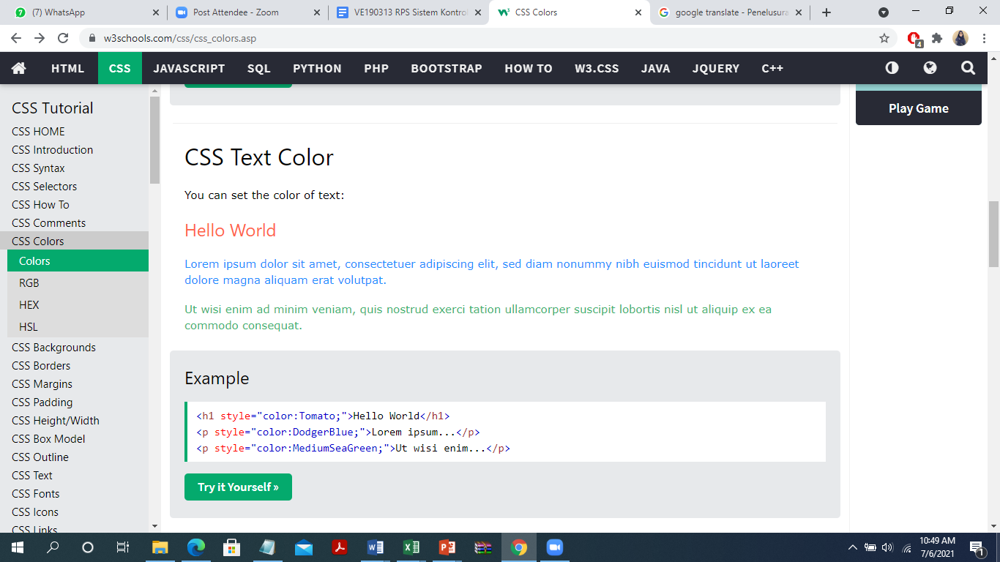 (7) WhatsApp
Post Attendee - Zoom
VE190313 RPS Sistem Kontro
CSS Colors
google translate - Penelusura
w3schools.com/css/css_colors.asp
4
HTML CSS JAVASCRIPT SQL PYTHON PHP BOOTSTRAP HOW TO W3.CSS JAVA JQUERY C++
CSS Tutorial
CSS HOME
CSS Introduction
CSS Syntax
CSS Selectors
CSS How To
CSS Comments
CSS Colors
Colors
RGB
HEX
HSL
CSS Backgrounds
CSS Borders
CSS Margins
CSS Padding
CSS Height/Width
CSS Box Model
CSS Outline
CSS Text
CSS Fonts
CSS Icons
CSS Links
CSS Text Color
You can set the color of text:
Hello World
Lorem ipsum dolor sit amet, consectetuer adipiscing elit, sed diam nonummy nibh euismod tincidunt ut laoreet
dolore magna aliquam erat volutpat.
Ut wisi enim ad minim veniam, quis nostrud exerci tation ullamcorper suscipit lobortis nisl ut aliquip ex ea
commodo consequat.
Example
<h1 style="color:Tomato;">Hello World</h1>
<p style="color:DodgerBlue;">Lorem ipsum...</p>
<p style="color:MediumSeaGreen;">Ut wisi enim...</p>
Try it Yourself »
Play Game
10:49 AM
7/6/2021
1